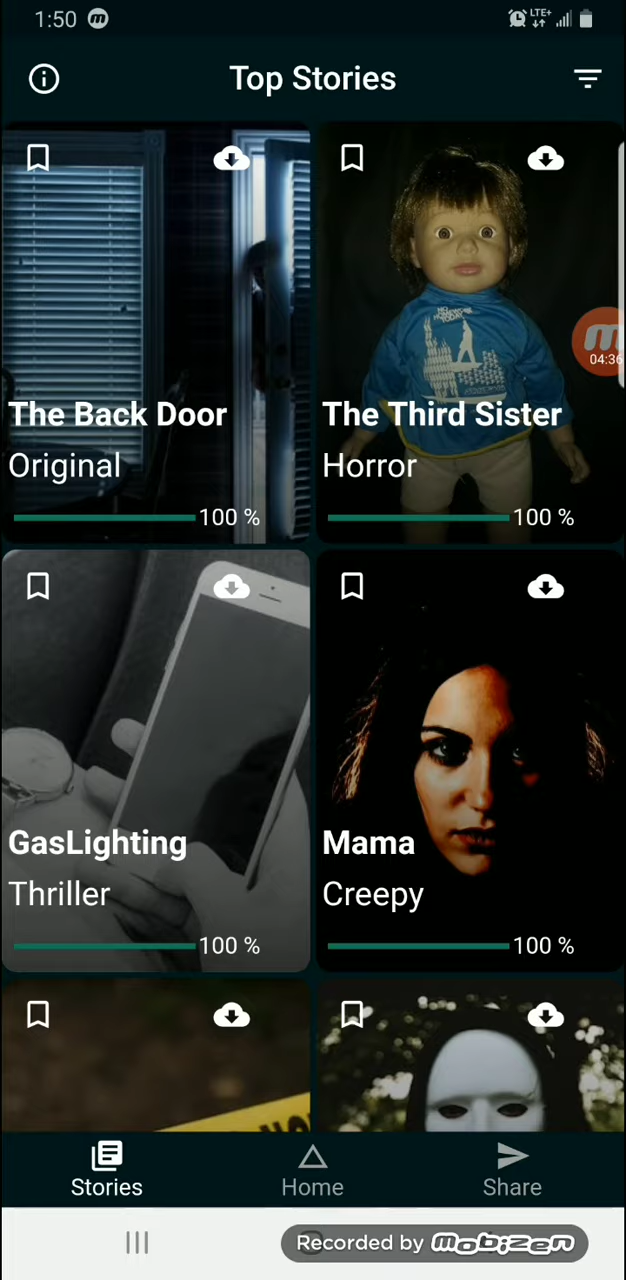 1:50
LTE+
Top Stories
04:36
The Back Door
Original
100 %
The Third Sister
Horror
100 %
GasLighting
Thriller
100 %
Mama
Creepy
100 %
Stories
Home
Share
Recorded by mobizen